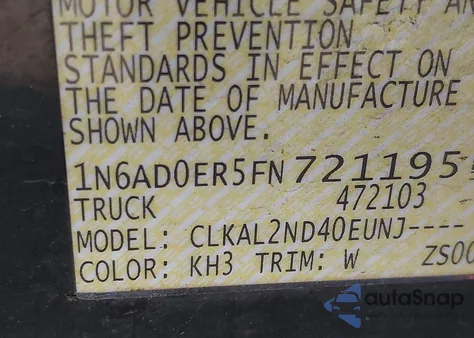 MOTOR VEHICLE SAFETY AN
THEFT PREVENTION
STANDARDS IN EFFECT ON
THE DATE OF MANUFACTURE
SHOWN ABOVE.
1N6AD0ER5FN721195
TRUCK 472103
MODEL: CLKAL2ND40EUNJ----
COLOR: KH3 TRIM: W ZS00
autoSnap